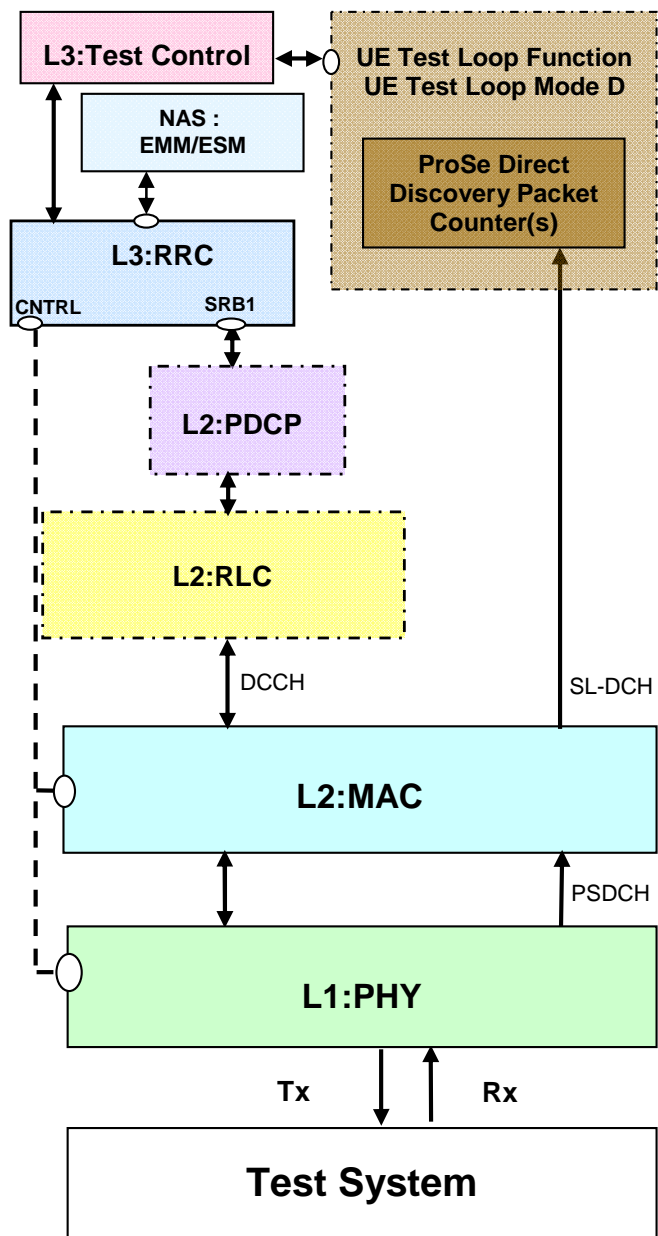 L3:Test Control
UE Test Loop Function
UE Test Loop Mode D
NAS :
EMM/ESM
ProSe Direct
Discovery Packet
Counter(s)
L3:RRC
CNTRL
SRB1
L2:PDCP
L2:RLC
DCCH
SL-DCH
L2:MAC
PSDCH
L1:PHY
Tx
Rx
Test System